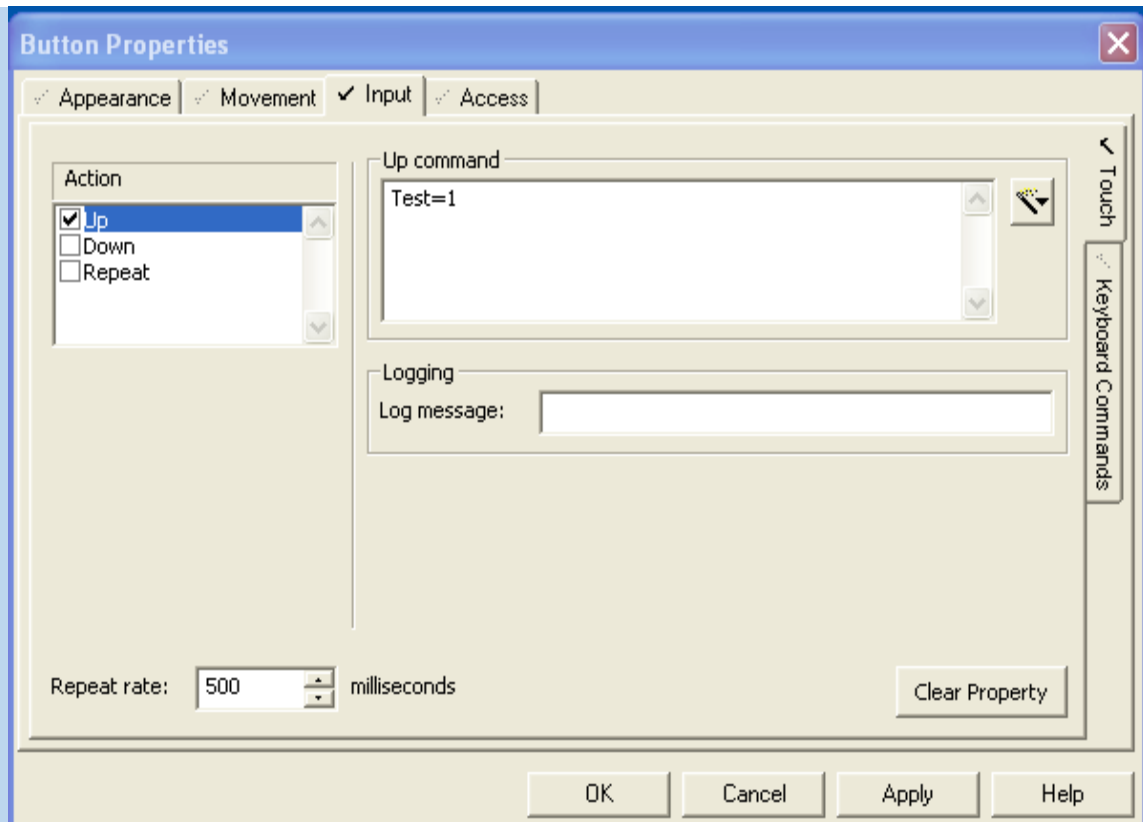 Button Properties
Appearance Movement Input Access
Action
Up
Down
Repeat
Up command
Test=1
Logging
Log message:
Touch
Keyboard Commands
Repeat rate: 500 milliseconds
Clear Property
OK Cancel Apply Help